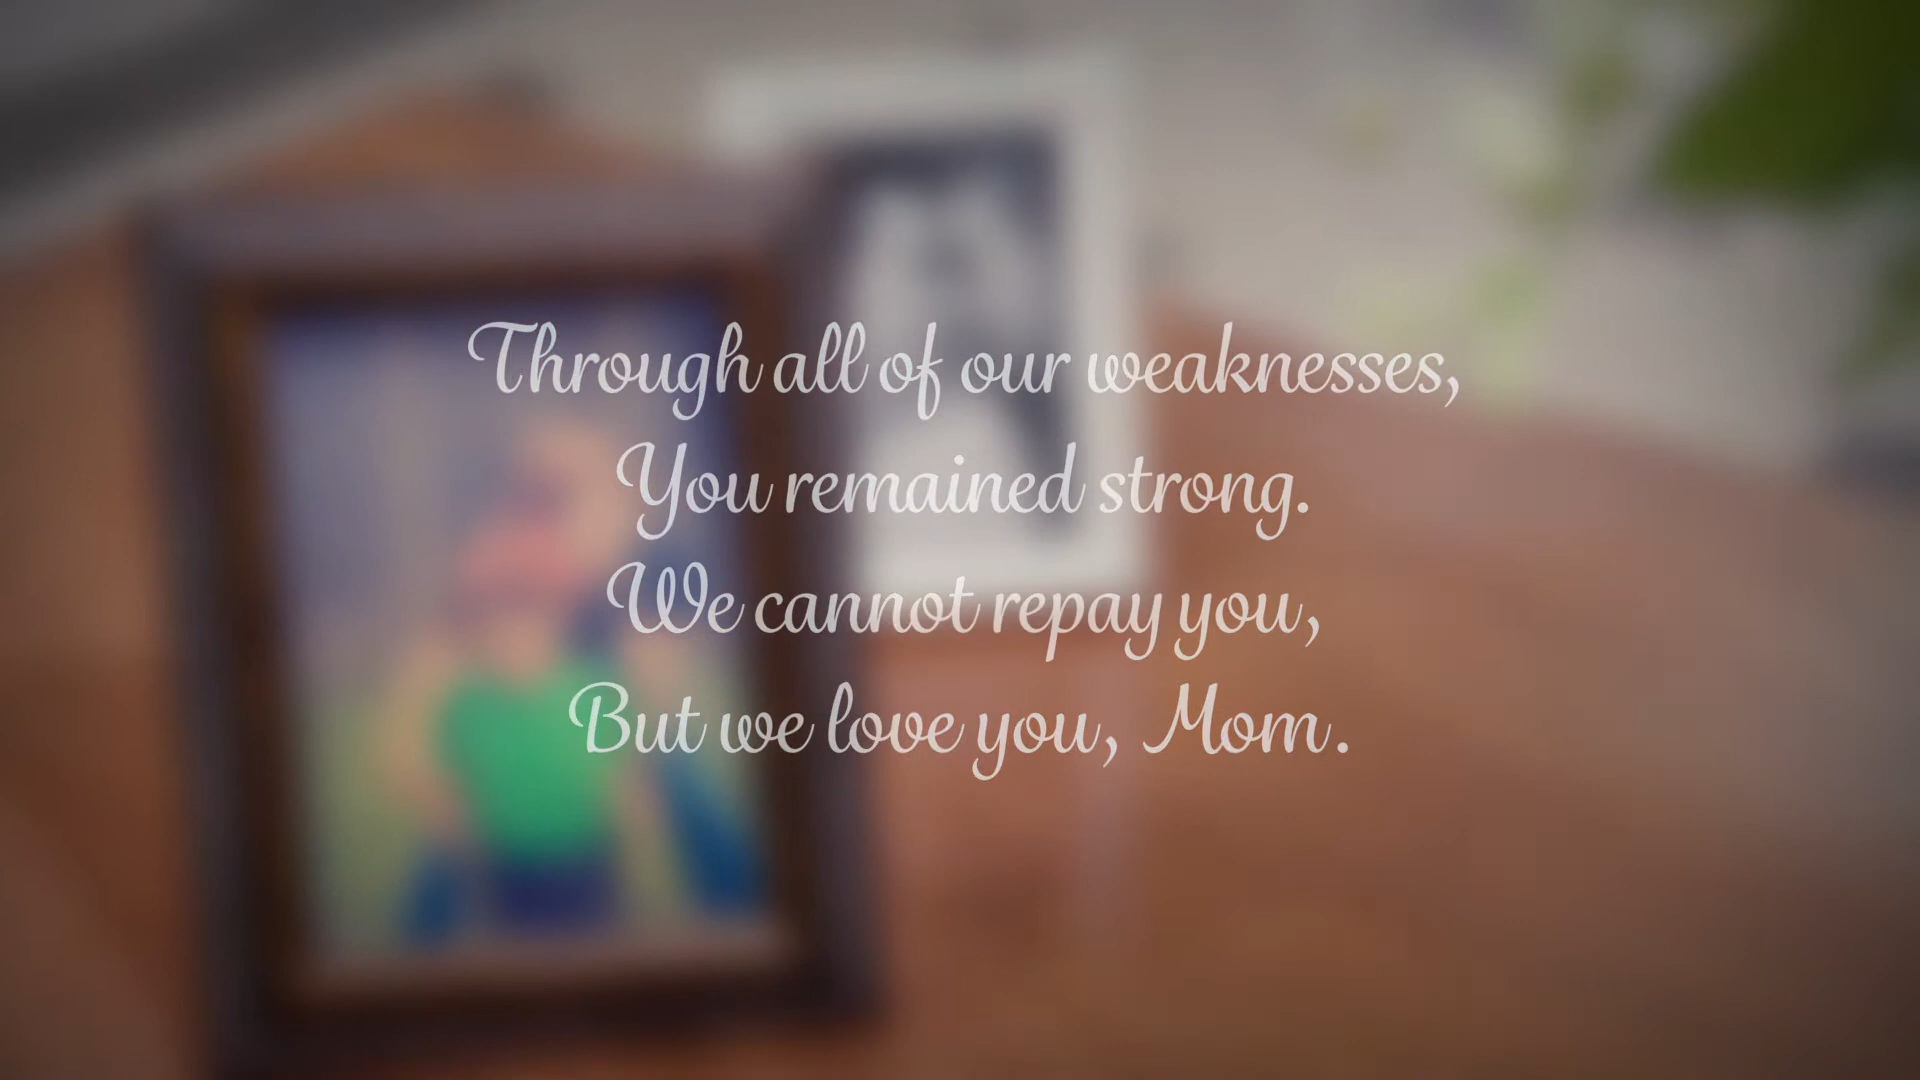 Through all of our weaknesses,
You remained strong.
We cannot repay you,
But we love you, Mom.